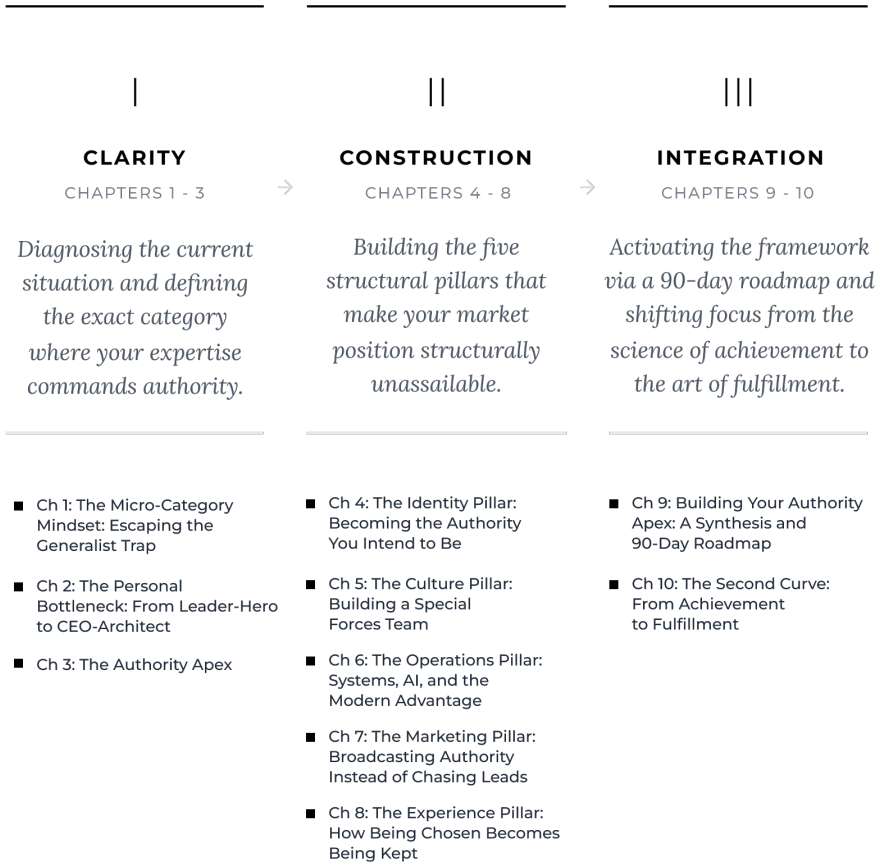 I
CLARITY
CHAPTERS 1 - 3
Diagnosing the current
situation and defining
the exact category
where your expertise
commands authority.
Ch 1: The Micro-Category
Mindset: Escaping the
Generalist Trap
Ch 2: The Personal
Bottleneck: From Leader-Hero
to CEO-Architect
Ch 3: The Authority Apex
II
CONSTRUCTION
CHAPTERS 4 - 8
Building the five
structural pillars that
make your market
position structurally
unassailable.
Ch 4: The Identity Pillar:
Becoming the Authority
You Intend to Be
Ch 5: The Culture Pillar:
Building a Special
Forces Team
Ch 6: The Operations Pillar:
Systems, AI, and the
Modern Advantage
Ch 7: The Marketing Pillar:
Broadcasting Authority
Instead of Chasing Leads
Ch 8: The Experience Pillar:
How Being Chosen Becomes
Being Kept
III
INTEGRATION
CHAPTERS 9 - 10
Activating the framework
via a 90-day roadmap and
shifting focus from the
science of achievement to
the art of fulfillment.
Ch 9: Building Your Authority
Apex: A Synthesis and
90-Day Roadmap
Ch 10: The Second Curve:
From Achievement
to Fulfillment